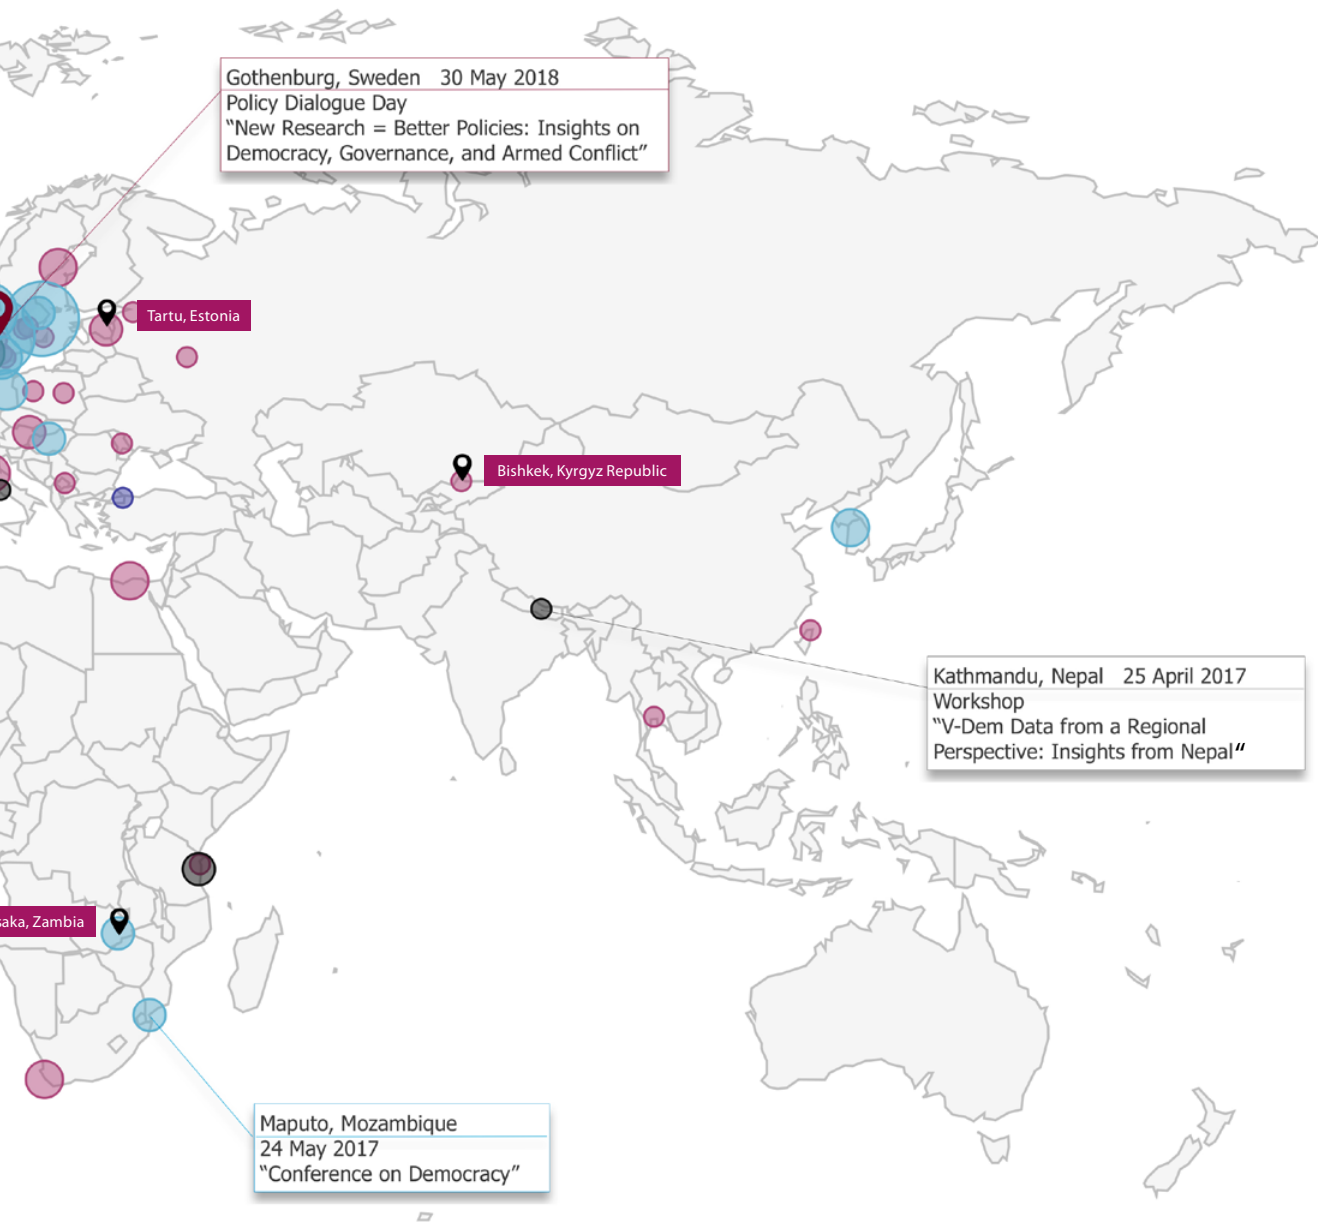 Gothenburg, Sweden 30 May 2018
Policy Dialogue Day
“New Research = Better Policies: Insights on
Democracy, Governance, and Armed Conflict”
Tartu, Estonia
Bishkek, Kyrgyz Republic
Kathmandu, Nepal 25 April 2017
Workshop
“V-Dem Data from a Regional
Perspective: Insights from Nepal“
saka, Zambia
Maputo, Mozambique
24 May 2017
“Conference on Democracy”